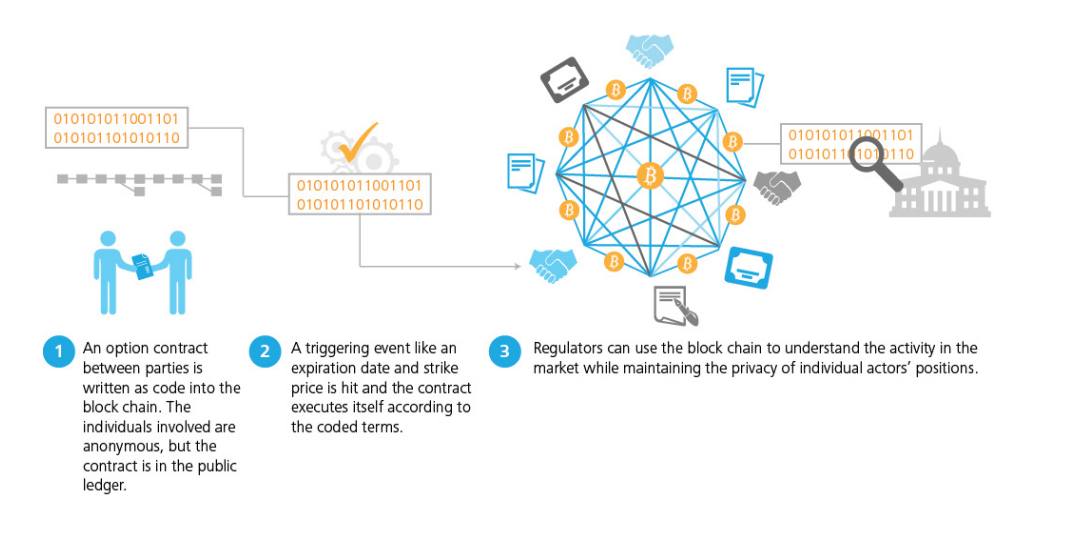 010101011001101
010101101010110
010101011001101
010101101010110
010101011001101
010101101010110
1
An option contract
between parties is
written as code into the
block chain. The
individuals involved are
anonymous, but the
contract is in the public
ledger.
2
A triggering event like an
expiration date and strike
price is hit and the contract
executes itself according to
the coded terms.
3
Regulators can use the block chain to understand the activity in the
market while maintaining the privacy of individual actors’ positions.